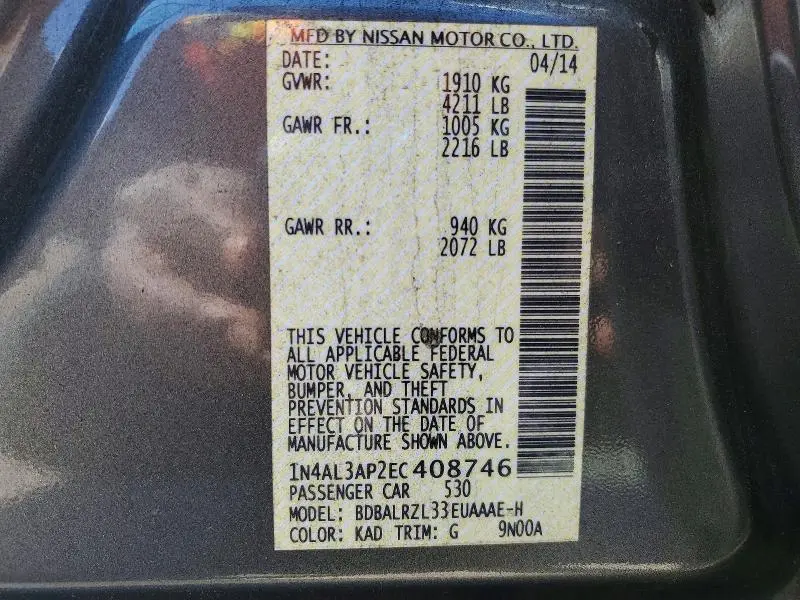 MFD BY NISSAN MOTOR CO., LTD.
DATE: 04/14
GVWR: 1910 KG
4211 LB
GAWR FR.: 1005 KG
2216 LB
GAWR RR.: 940 KG
2072 LB
THIS VEHICLE CONFORMS TO
ALL APPLICABLE FEDERAL
MOTOR VEHICLE SAFETY,
BUMPER, AND THEFT
PREVENTION STANDARDS IN
EFFECT ON THE DATE OF
MANUFACTURE SHOWN ABOVE.
1N4AL3AP2EC408746
PASSENGER CAR 530
MODEL: BDBALRZL33EUAAAE-H
COLOR: KAD TRIM: G 9N00A